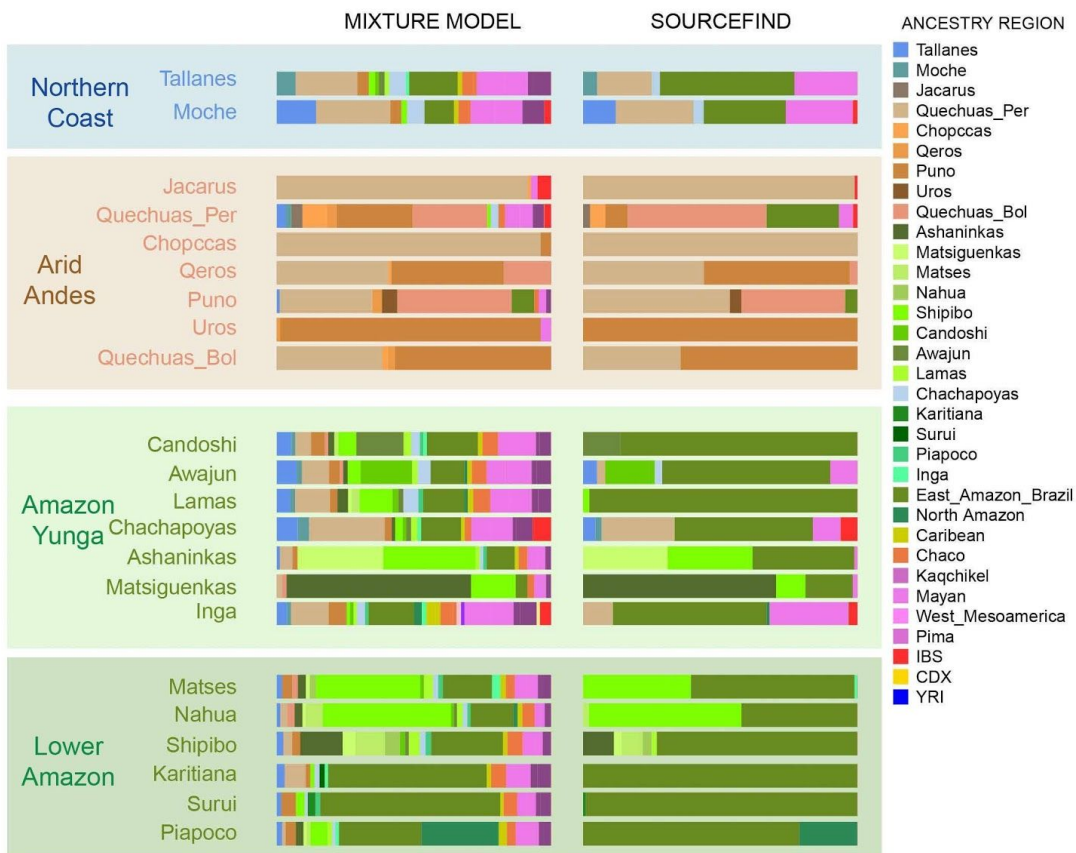 MIXTURE MODEL
SOURCEFIND
ANCESTRY REGION
Northern
Coast
Tallanes
Moche
Arid
Andes
Jacarus
Quechuas_Per
Chopccas
Qeros
Puno
Uros
Quechuas_Bol
Amazon
Yunga
Candoshi
Awajun
Lamas
Chachapoyas
Ashaninkas
Matsiguenkas
Inga
Lower
Amazon
Matses
Nahua
Shipibo
Karitiana
Surui
Piapoco
Tallanes
Moche
Jacarus
Quechuas_Per
Chopccas
Qeros
Puno
Uros
Quechuas_Bol
Ashaninkas
Matsiguenkas
Matses
Nahua
Shipibo
Candoshi
Awajun
Lamas
Chachapoyas
Karitiana
Surui
Piapoco
Inga
East_Amazon_Brazil
North Amazon
Caribean
Chaco
Kaqchikel
Mayan
West_Mesoamerica
Pima
IBS
CDX
YRI